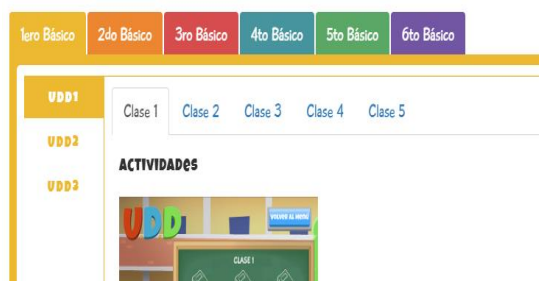 1ero Básico 2do Básico 3ro Básico 4to Básico 5to Básico 6to Básico
UDD1
Clase 1 Clase 2 Clase 3 Clase 4 Clase 5
UDD2
ACTIVIDADES
UDD3
UDD
VOLVER AL MENÚ
CLASE 1